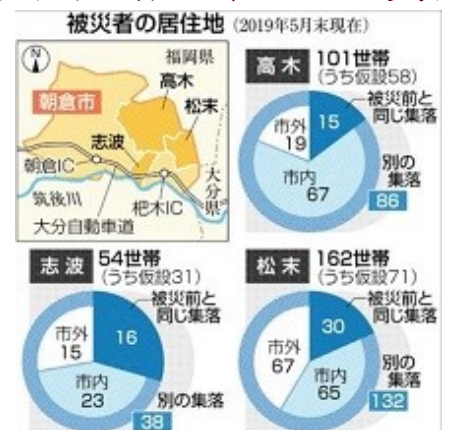 被災者の居住地 (2019年5月末現在)
N
福岡県
高木
朝倉市
松末
志波
朝倉IC
大分県
筑後川
杷木IC
大分自動車道
高木 101世帯
(うち仮設58)
被災前と
同じ集落
15
市外
19
市内
67
別の
集落
86
志波 54世帯
(うち仮設31)
被災前と
同じ集落
16
市外
15
市内
23
別の集落
38
松末 162世帯
(うち仮設71)
被災前と
同じ集落
30
市外
67
市内
65
別の
集落
132